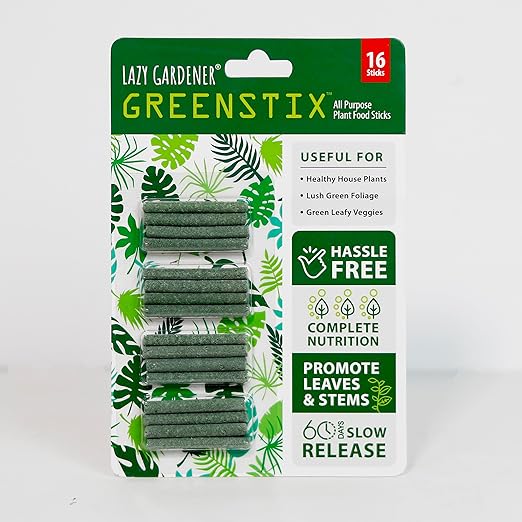 LAZY GARDENER®
GREENSTIX™
All Purpose
Plant Food Sticks
16
Sticks
USEFUL FOR
• Healthy House Plants
• Lush Green Foliage
• Green Leafy Veggies
HASSLE
FREE
COMPLETE
NUTRITION
PROMOTE
LEAVES
& STEMS
60 DAYS SLOW
RELEASE